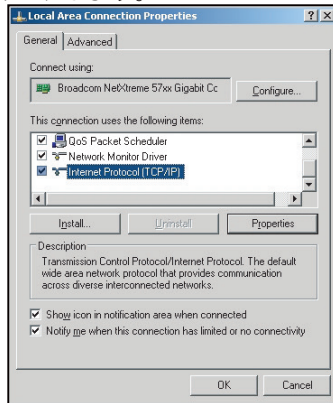 Local Area Connection Properties
General Advanced
Connect using:
Broadcom NetXtreme 57xx Gigabit Cc Configure...
This connection uses the following items:
QoS Packet Scheduler
Network Monitor Driver
Internet Protocol (TCP/IP)
Install... Uninstall Properties
Description
Transmission Control Protocol/Internet Protocol. The default
wide area network protocol that provides communication
across diverse interconnected networks.
Show icon in notification area when connected
Notify me when this connection has limited or no connectivity
OK Cancel